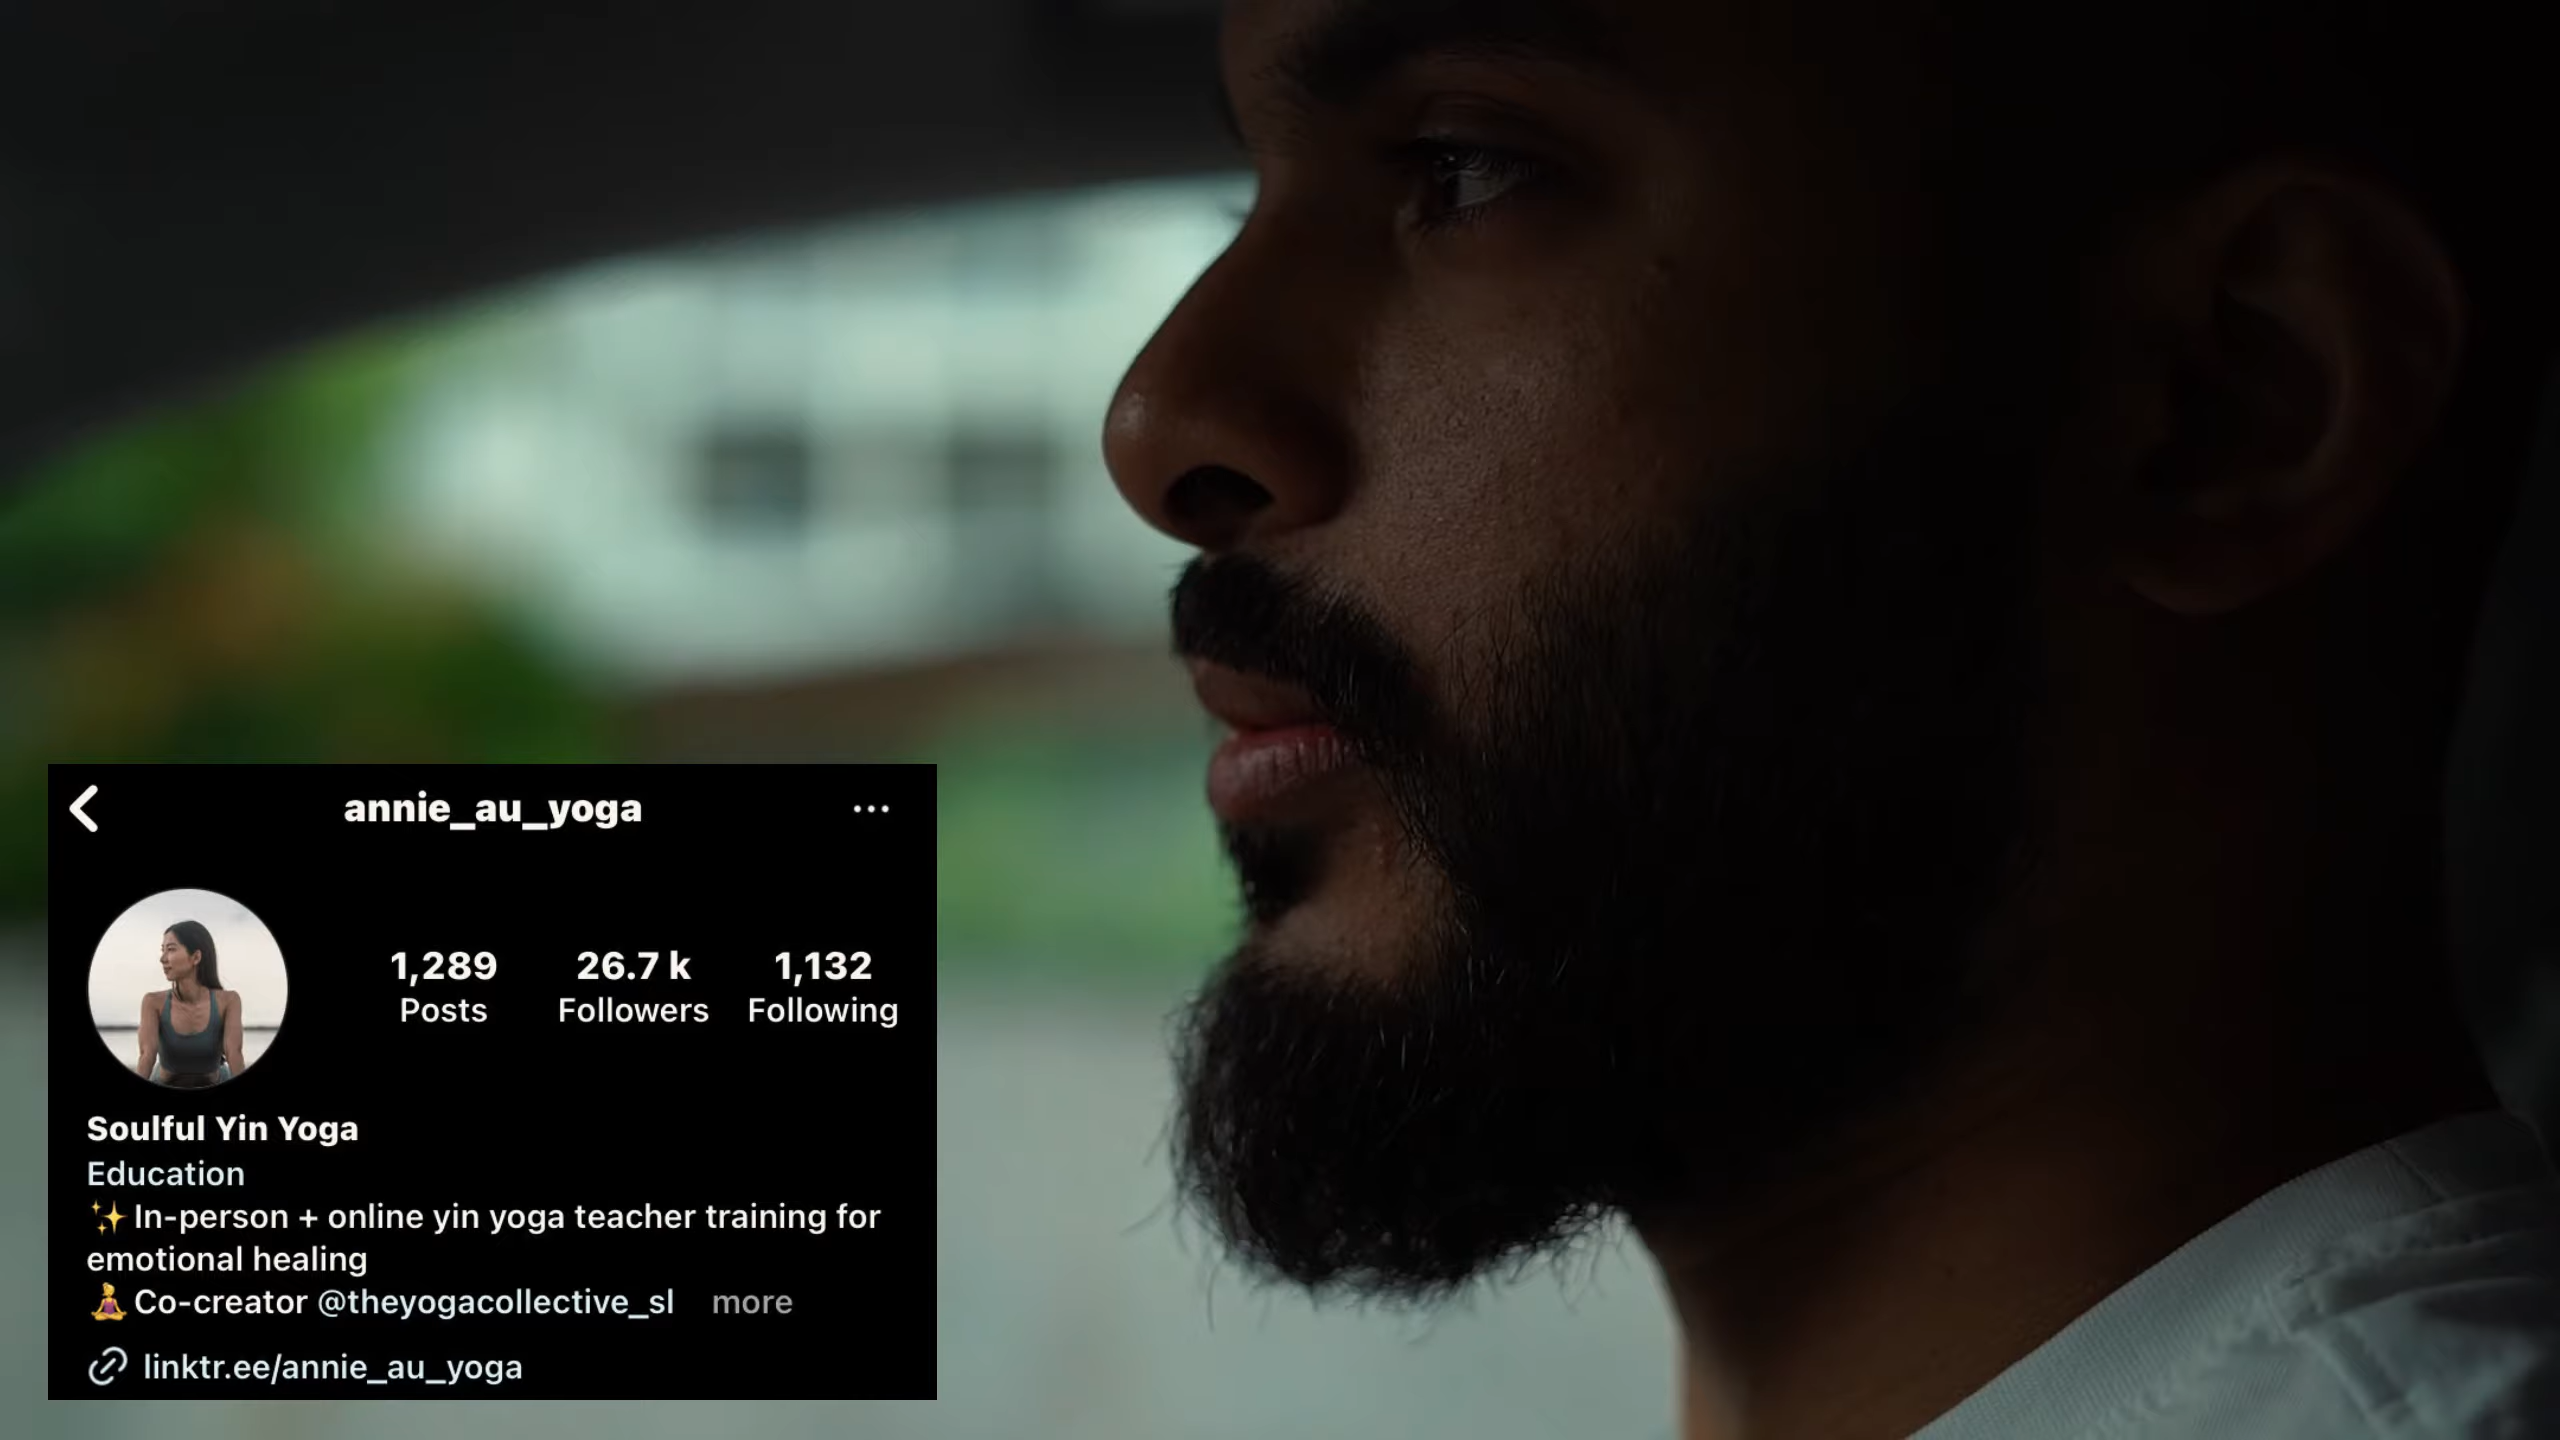 annie_au_yoga
1,289 26.7 k 1,132
Posts Followers Following
Soulful Yin Yoga
Education
✨In-person + online yin yoga teacher training for
emotional healing
🧘‍♀️Co-creator @theyogacollective_sl more
linktr.ee/annie_au_yoga